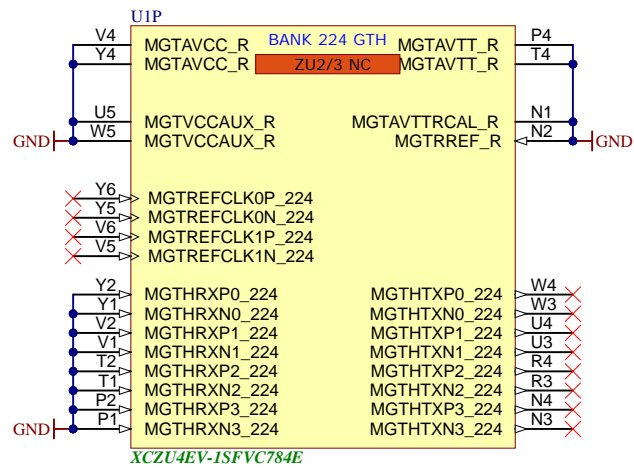 U1P
BANK 224 GTH
ZU2/3 NC
V4 MGTAVCC_R MGTAVTT_R P4
Y4 MGTAVCC_R MGTAVTT_R T4
U5 MGTVCCAUX_R MGTAVTTRCAL_R N1
GND W5 MGTVCCAUX_R MGTRREF_R N2 GND
Y6 MGTREFCLK0P_224
Y5 MGTREFCLK0N_224
V6 MGTREFCLK1P_224
V5 MGTREFCLK1N_224
Y2 MGTHRXP0_224 MGTHTXP0_224 W4
Y1 MGTHRXN0_224 MGTHTXN0_224 W3
V2 MGTHRXP1_224 MGTHTXP1_224 U4
V1 MGTHRXN1_224 MGTHTXN1_224 U3
T2 MGTHRXP2_224 MGTHTXP2_224 R4
T1 MGTHRXN2_224 MGTHTXN2_224 R3
P2 MGTHRXP3_224 MGTHTXP3_224 N4
GND P1 MGTHRXN3_224 MGTHTXN3_224 N3
XCZU4EV-1SFVC784E